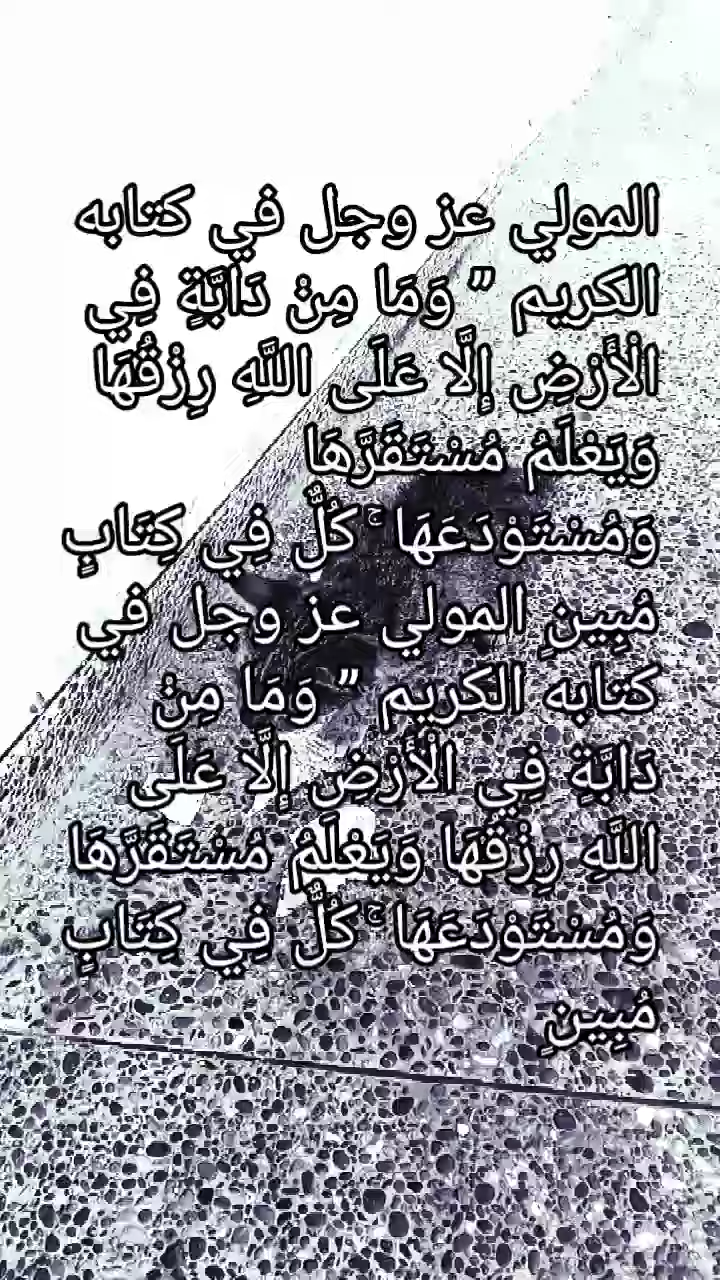 المولي عز وجل في كتابه
الكريم " وَمَا مِنْ دَابَّةٍ فِي
الْأَرْضِ إِلَّا عَلَى اللَّهِ رِزْقُهَا
وَيَعْلَمُ مُسْتَقَرَّهَا
وَمُسْتَوْدَعَهَا ۚ كُلٌّ فِي كِتَابٍ
مُبِينٍ المولي عز وجل في
كتابه الكريم " وَمَا مِنْ
دَابَّةٍ فِي الْأَرْضِ إِلَّا عَلَى
اللَّهِ رِزْقُهَا وَيَعْلَمُ مُسْتَقَرَّهَا
وَمُسْتَوْدَعَهَا ۚ كُلٌّ فِي كِتَابٍ
مُبِينٍ